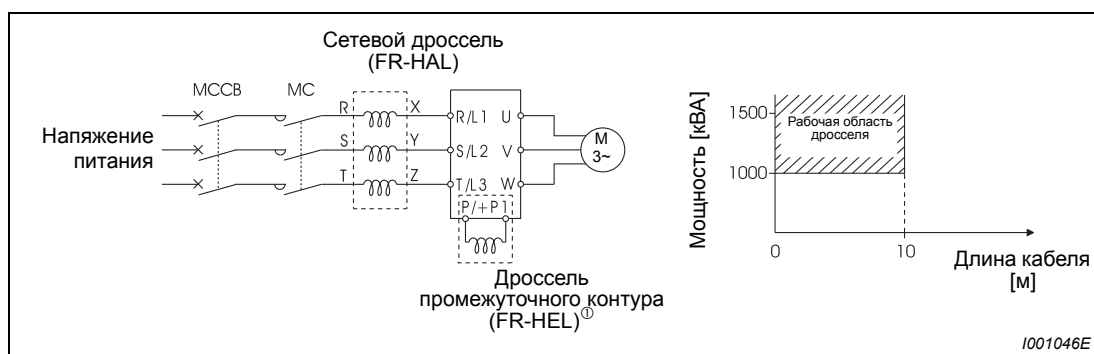 Сетевой дроссель
(FR-HAL)
MCCB
MC
Напряжение
питания
R
X
S
Y
T
Z
R/L1
U
S/L2
V
T/L3
W
P/+
P1
M
3~
Дроссель
промежуточного контура
(FR-HEL)①
Мощность [кВА]
1500
1000
Рабочая область
дросселя
0
10
Длина кабеля
[м]
I001046E